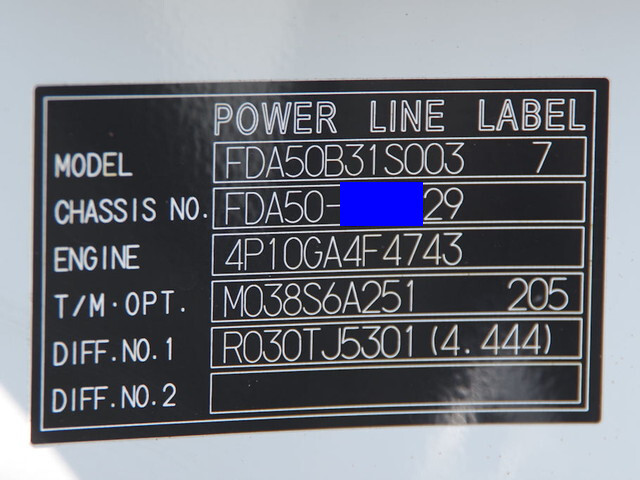 POWER LINE LABEL
MODEL FDA50B31S003 7
CHASSIS NO. FDA50- 29
ENGINE 4P10GA4F4743
T/M·OPT. M038S6A251 205
DIFF.NO.1 R030TJ5301 (4.444)
DIFF.NO.2